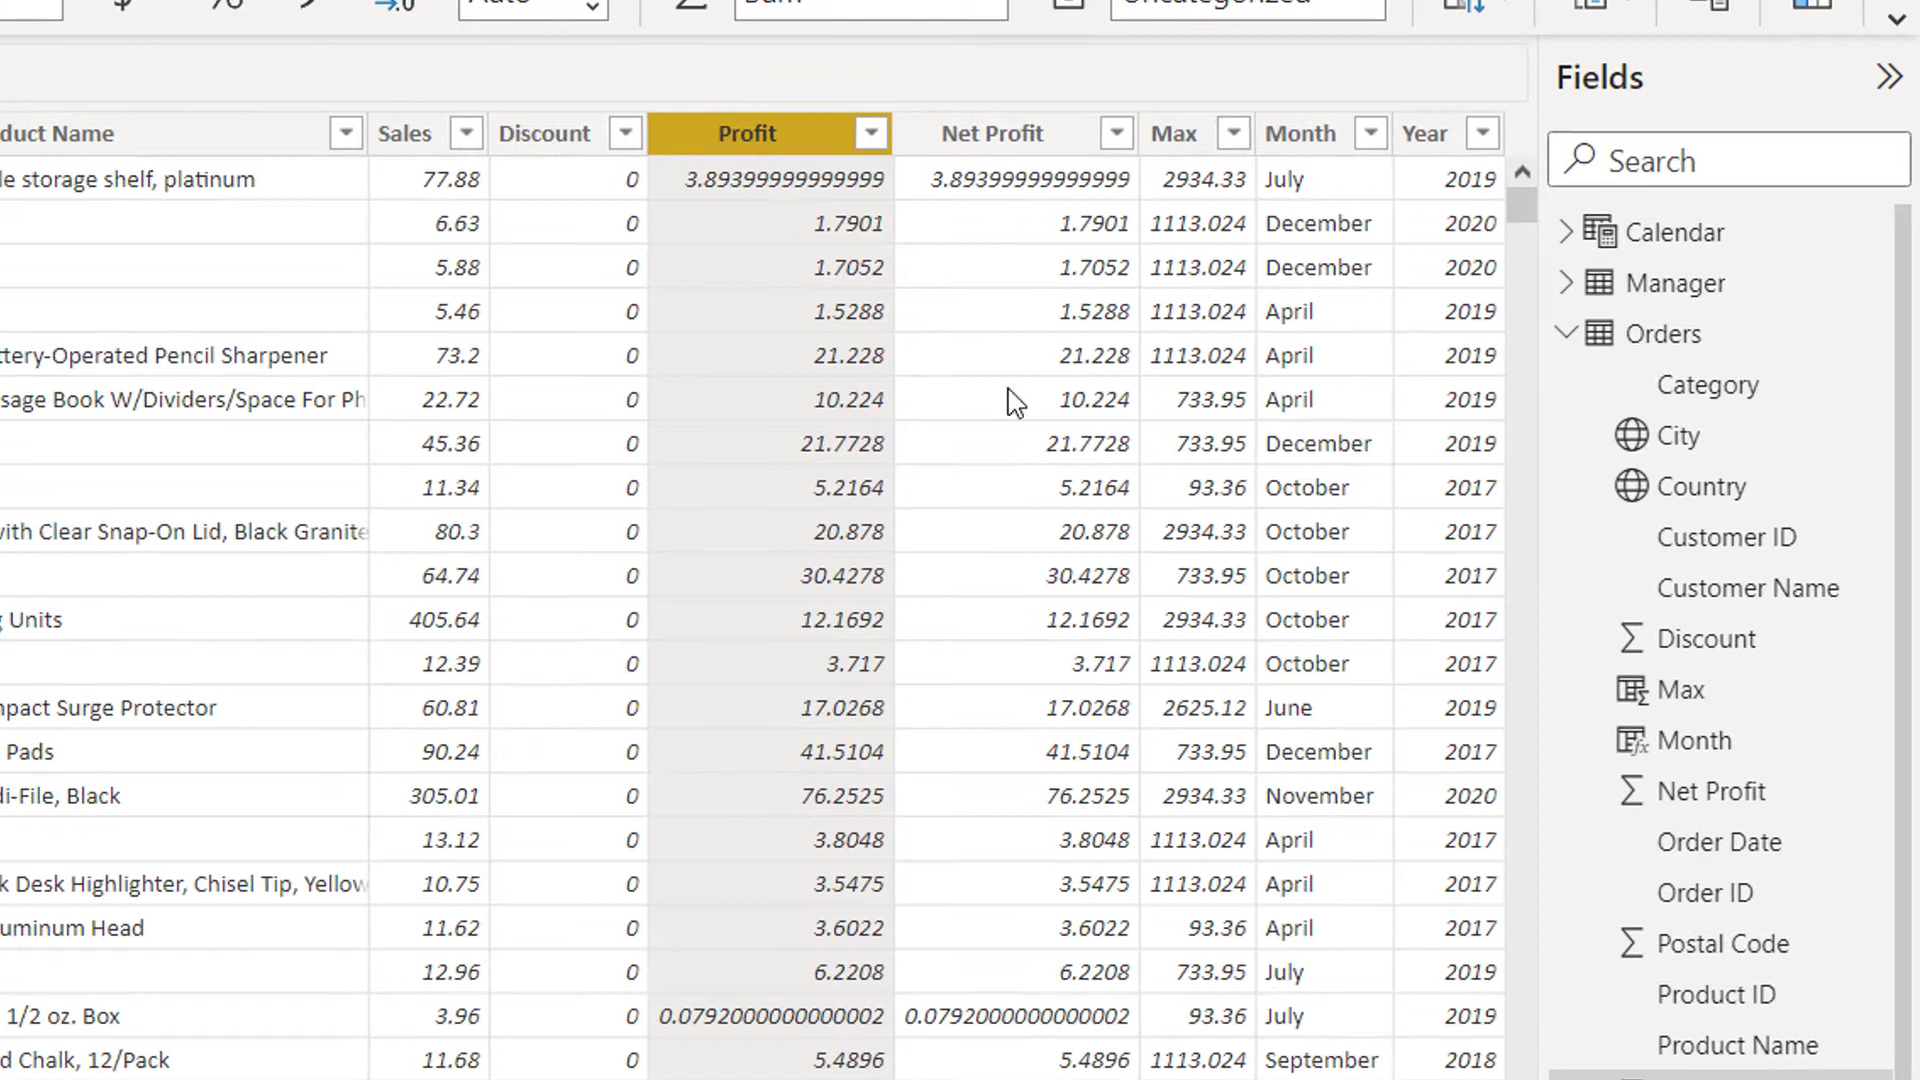 $ % Auto Sum Uncategorized
Fields
duct Name Sales Discount Profit Net Profit Max Month Year
Search
le storage shelf, platinum 77.88 0 3.89399999999999 3.89399999999999 2934.33 July 2019
6.63 0 1.7901 1.7901 1113.024 December 2020
Calendar
5.88 0 1.7052 1.7052 1113.024 December 2020
Manager
5.46 0 1.5288 1.5288 1113.024 April 2019
Orders
ttery-Operated Pencil Sharpener 73.2 0 21.228 21.228 1113.024 April 2019
Category
sage Book W/Dividers/Space For Ph 22.72 0 10.224 10.224 733.95 April 2019
City
45.36 0 21.7728 21.7728 733.95 December 2019
Country
11.34 0 5.2164 5.2164 93.36 October 2017
Customer ID
with Clear Snap-On Lid, Black Granite 80.3 0 20.878 20.878 2934.33 October 2017
Customer Name
64.74 0 30.4278 30.4278 733.95 October 2017
g Units 405.64 0 12.1692 12.1692 2934.33 October 2017
Discount
12.39 0 3.717 3.717 1113.024 October 2017
Max
mpact Surge Protector 60.81 0 17.0268 17.0268 2625.12 June 2019
Month
Pads 90.24 0 41.5104 41.5104 733.95 December 2017
Net Profit
di-File, Black 305.01 0 76.2525 76.2525 2934.33 November 2020
Order Date
13.12 0 3.8048 3.8048 1113.024 April 2017
Order ID
k Desk Highlighter, Chisel Tip, Yellow 10.75 0 3.5475 3.5475 1113.024 April 2017
Postal Code
uminum Head 11.62 0 3.6022 3.6022 93.36 April 2017
12.96 0 6.2208 6.2208 733.95 July 2019
Product ID
1/2 oz. Box 3.96 0 0.0792000000000002 0.0792000000000002 93.36 July 2019
Product Name
d Chalk, 12/Pack 11.68 0 5.4896 5.4896 1113.024 September 2018